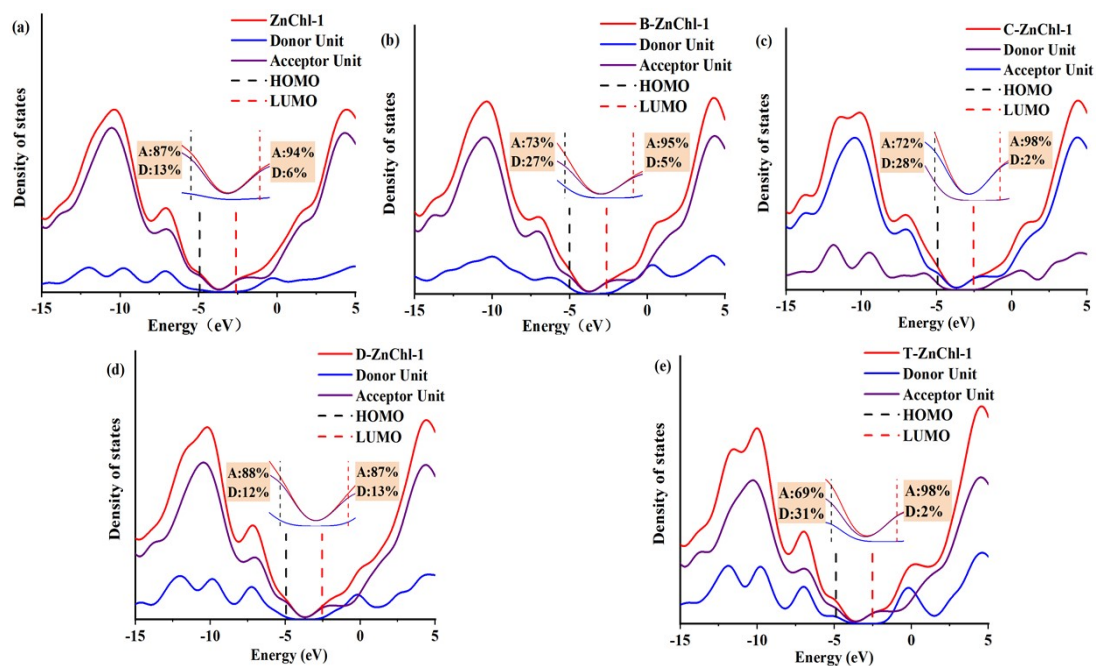 (a)
ZnChl-1
Donor Unit
Acceptor Unit
HOMO
LUMO
A:87%
D:13%
A:94%
D:6%
Density of states
-15 -10 -5 0 5
Energy（eV）
(b)
B-ZnChl-1
Donor Unit
Acceptor Unit
HOMO
LUMO
A:73%
D:27%
A:95%
D:5%
Density of states
-15 -10 -5 0 5
Energy（eV）
(c)
C-ZnChl-1
Donor Unit
Acceptor Unit
HOMO
LUMO
A:72%
D:28%
A:98%
D:2%
Density of states
-15 -10 -5 0 5
Energy (eV)
(d)
D-ZnChl-1
Donor Unit
Acceptor Unit
HOMO
LUMO
A:88%
D:12%
A:87%
D:13%
Density of states
-15 -10 -5 0 5
Energy (eV)
(e)
T-ZnChl-1
Donor Unit
Acceptor Unit
HOMO
LUMO
A:69%
D:31%
A:98%
D:2%
Density of states
-15 -10 -5 0 5
Energy (eV)